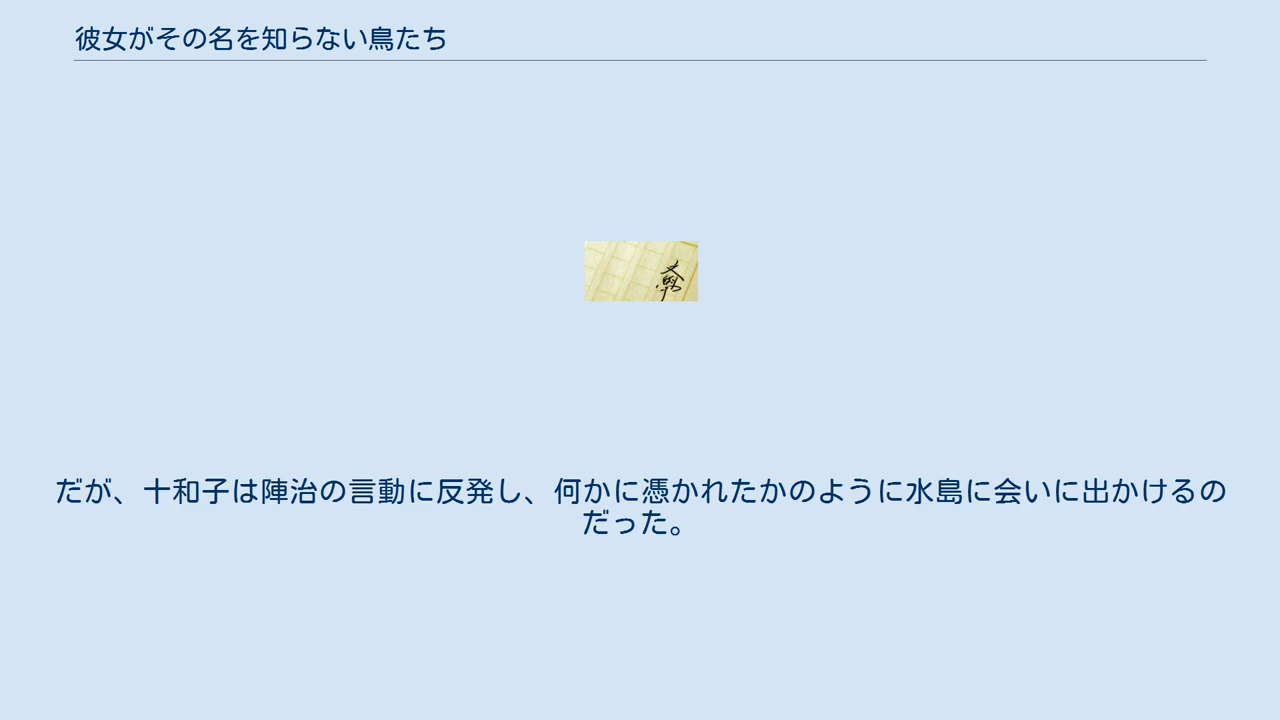 彼女がその名を知らない鳥たち
だが、十和子は陣治の言動に反発し、何かに憑かれたかのように水島に会いに出かけるの
だった。